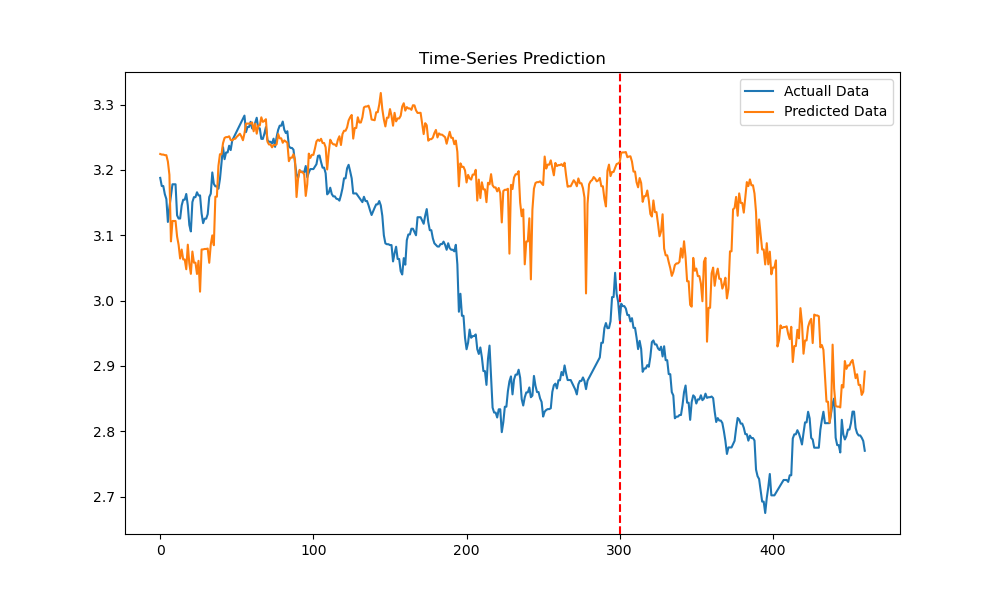 Time-Series Prediction
Actuall Data
Predicted Data
3.3
3.2
3.1
3.0
2.9
2.8
2.7
0 100 200 300 400